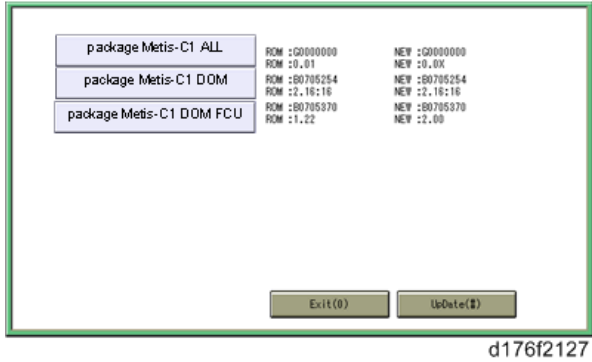 package Metis-C1 ALL
ROM :G0000000 NEW :G0000000
ROM :0.01 NEW :0.0X
package Metis-C1 DOM
ROM :B0705254 NEW :B0705254
ROM :2.16:16 NEW :2.16:16
package Metis-C1 DOM FCU
ROM :B0705370 NEW :B0705370
ROM :1.22 NEW :2.00
Exit(0) UpDate(#)
d176f2127